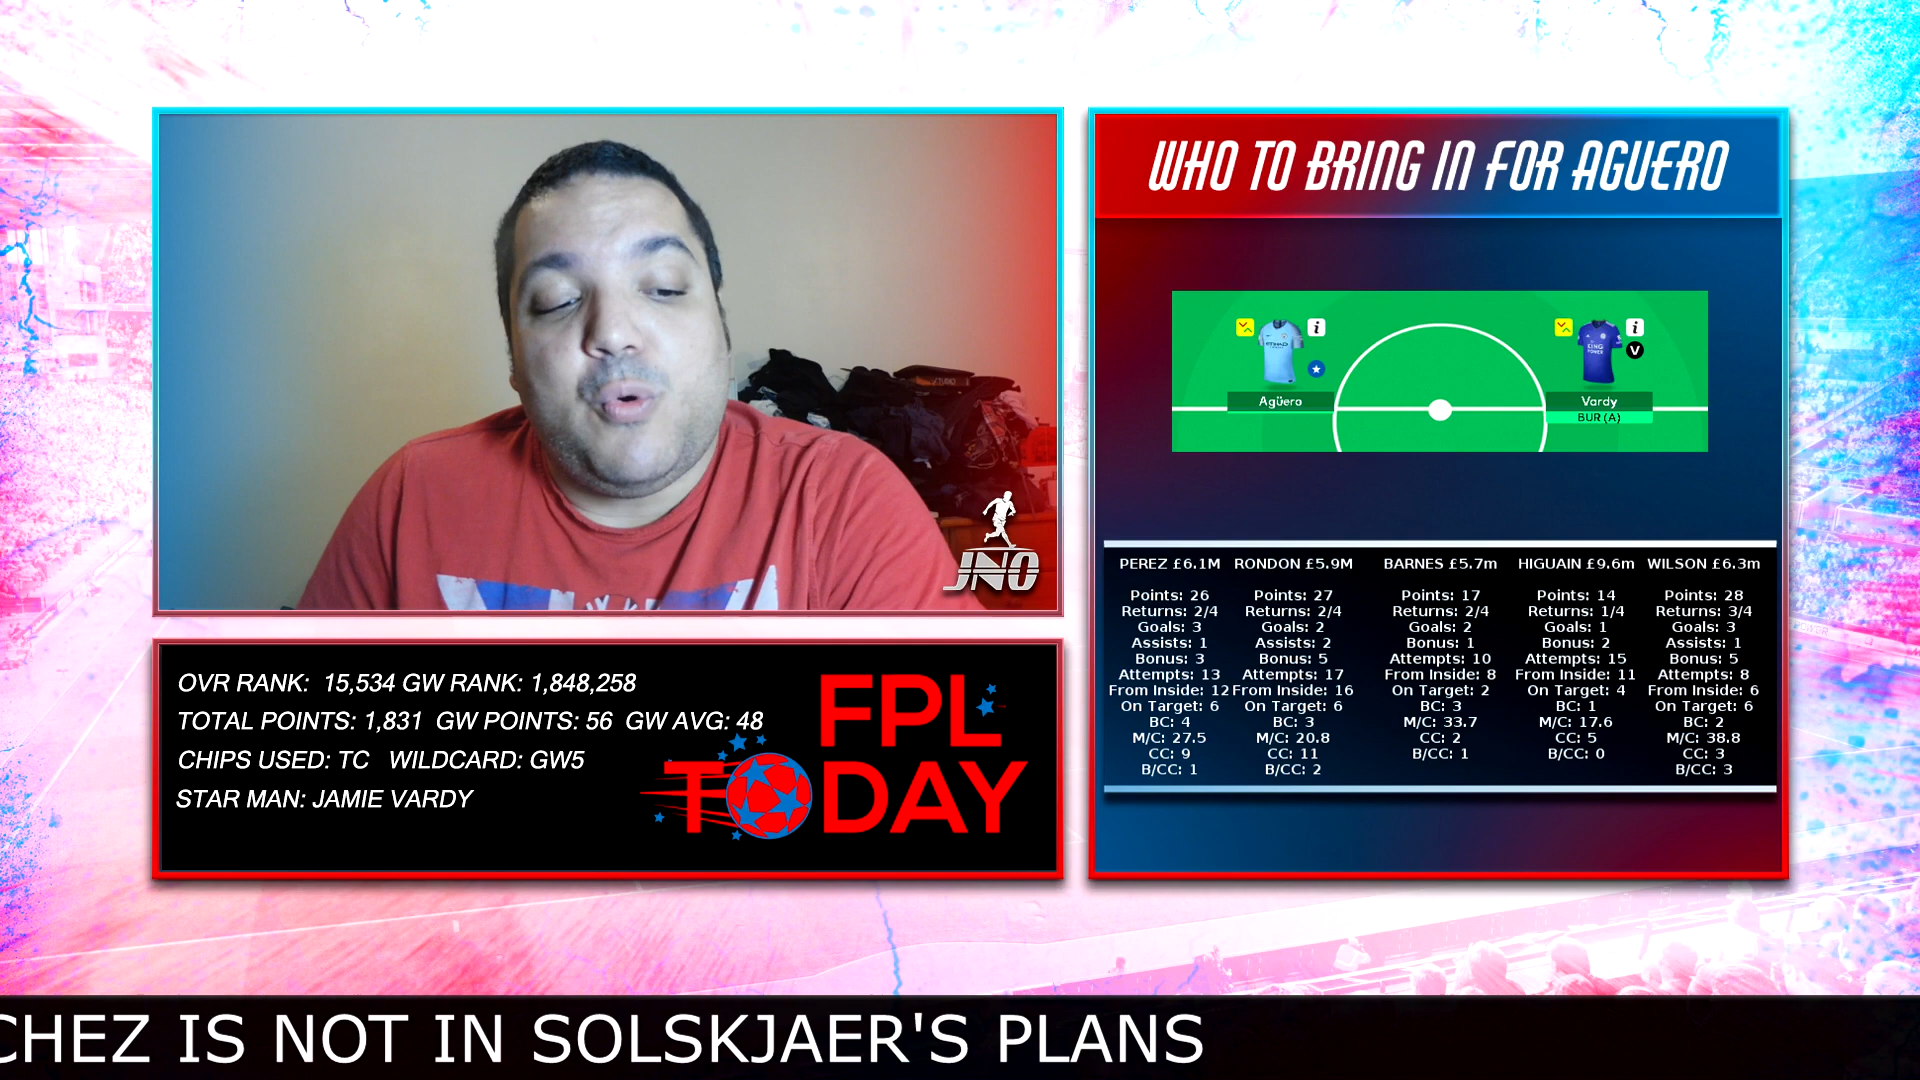 WHO TO BRING IN FOR AGUERO
Agüero
Vardy
BUR (A)
V
ETIHAD
KING
POWER
JNO
PEREZ £6.1M
Points: 26
Returns: 2/4
Goals: 3
Assists: 1
Bonus: 3
Attempts: 13
From Inside: 12
On Target: 6
BC: 4
M/C: 27.5
CC: 9
B/CC: 1
RONDON £5.9M
Points: 27
Returns: 2/4
Goals: 2
Assists: 2
Bonus: 5
Attempts: 17
From Inside: 16
On Target: 6
BC: 3
M/C: 20.8
CC: 11
B/CC: 2
BARNES £5.7m
Points: 17
Returns: 2/4
Goals: 2
Bonus: 1
Attempts: 10
From Inside: 8
On Target: 2
BC: 3
M/C: 33.7
CC: 2
B/CC: 1
HIGUAIN £9.6m
Points: 14
Returns: 1/4
Goals: 1
Bonus: 2
Attempts: 15
From Inside: 11
On Target: 4
BC: 1
M/C: 17.6
CC: 5
B/CC: 0
WILSON £6.3m
Points: 28
Returns: 3/4
Goals: 3
Assists: 1
Bonus: 5
Attempts: 8
From Inside: 6
On Target: 6
BC: 2
M/C: 38.8
CC: 3
B/CC: 3
OVR RANK: 15,534 GW RANK: 1,848,258
TOTAL POINTS: 1,831 GW POINTS: 56 GW AVG: 48
CHIPS USED: TC WILDCARD: GW5
STAR MAN: JAMIE VARDY
FPL
TODAY
CHEZ IS NOT IN SOLSKJAER'S PLANS